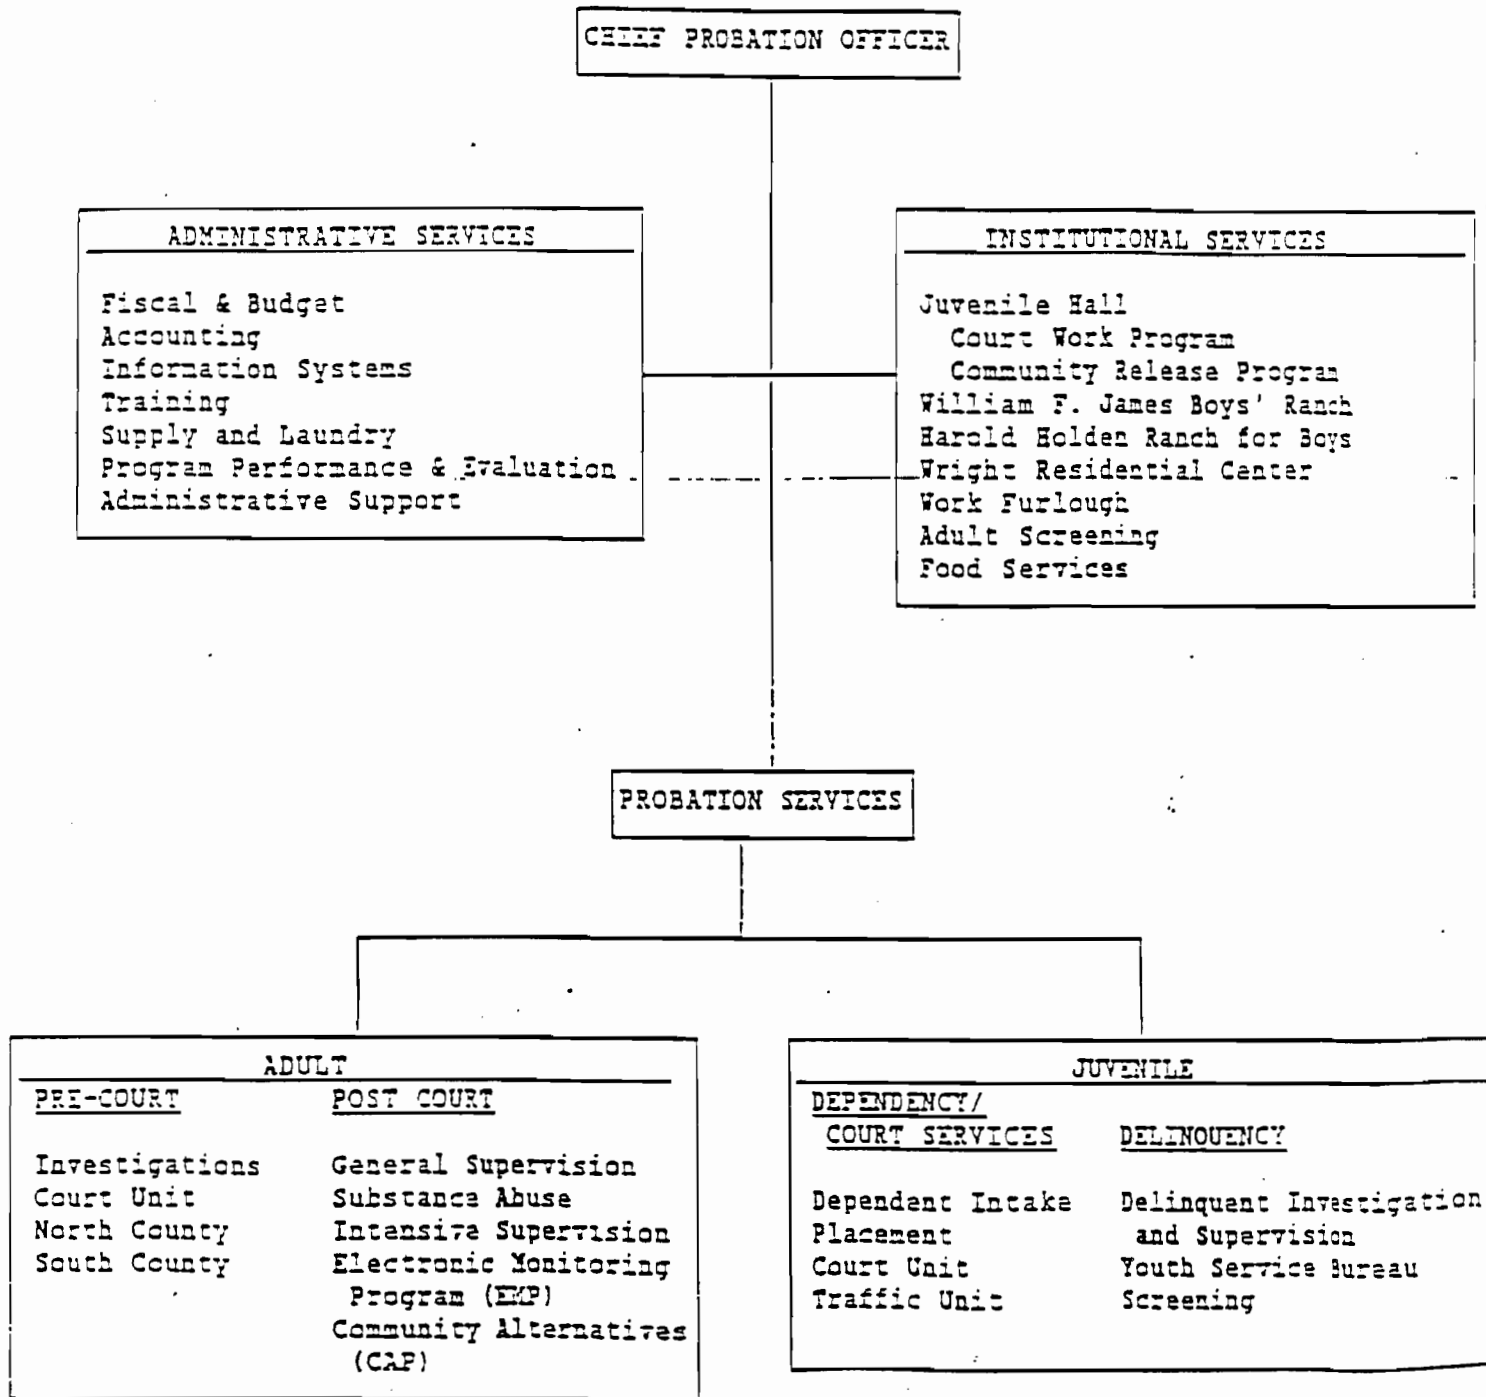 CHIEF PROBATION OFFICER
ADMINISTRATIVE SERVICES
Fiscal & Budget
Accounting
Information Systems
Training
Supply and Laundry
Program Performance & Evaluation
Administrative Support
INSTITUTIONAL SERVICES
Juvenile Hall
Court Work Program
Community Release Program
William F. James Boys' Ranch
Harold Holden Ranch for Boys
Wright Residential Center
Work Furlough
Adult Screening
Food Services
PROBATION SERVICES
ADULT
PRE-COURT
Investigations
Court Unit
North County
South County
POST COURT
General Supervision
Substance Abuse
Intensive Supervision
Electronic Monitoring
Program (EMP)
Community Alternatives
(CAP)
JUVENILE
DEPENDENCY/
COURT SERVICES
Dependent Intake
Placement
Court Unit
Traffic Unit
DELINQUENCY
Delinquent Investigation
and Supervision
Youth Service Bureau
Screening